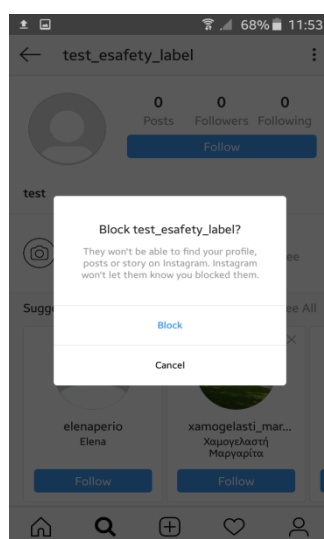 68% 11:53
test_esafety_label
0 0 0
Posts Followers Following
Follow
test
Block test_esafety_label?
They won't be able to find your profile,
posts or story on Instagram. Instagram
won't let them know you blocked them.
ee
Block
Sugg
ee All
Cancel
elenaperio
xamogelasti_mar...
Elena
Χαμογελαστή
Μαργαρίτα
Follow
Follow